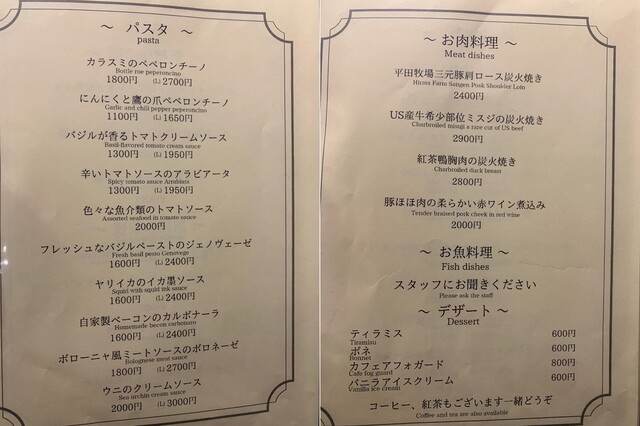 ～ パスタ ～
pasta
カラスミのペペロンチーノ
Bottle roe peperoncino
1800円 (L) 2700円
にんにくと鷹の爪ペペロンチーノ
Garlic and chili pepper peperoncino
1100円 (L) 1650円
バジルが香るトマトクリームソース
Basil-flavored tomato cream sauce
1300円 (L) 1950円
辛いトマトソースのアラビアータ
Spicy tomato sauce Arrabiata
1300円 (L) 1950円
色々な魚介類のトマトソース
Assorted seafood in tomato sauce
2000円
フレッシュなバジルペーストのジェノヴェーゼ
Fresh basil pesto Genovege
1600円 (L) 2400円
ヤリイカのイカ墨ソース
Squid with squid ink sauce
1600円 (L) 2400円
自家製ベーコンのカルボナーラ
Homemade becon carbonara
1600円 (L) 2400円
ボローニャ風ミートソースのボロネーゼ
Bolognese meat sauce
1800円 (L) 2700円
ウニのクリームソース
Sea urchin cream sauce
2000円 (L) 3000円
～ お肉料理 ～
Meat dishes
平田牧場三元豚肩ロース炭火焼き
Hirata Farm Sangen Pork Shoulder Loin
2400円
US産牛希少部位ミスジの炭火焼き
Charbroiled misuji a rare cut of US beef
2900円
紅茶鴨胸肉の炭火焼き
Charbroiled duck breast
2800円
豚ほほ肉の柔らかい赤ワイン煮込み
Tender braised pork cheek in red wine
2000円
～ お魚料理 ～
Fish dishes
スタッフにお聞きください
Please ask the staff
～ デザート ～
Dessert
ティラミス 600円
Tiramisu
ボネ 600円
Bonnet
カフェアフォガード 800円
Cafe fog guard
バニラアイスクリーム 600円
Vanilla ice cream
コーヒー、紅茶もございます一緒どうぞ
Coffee and tea are also available